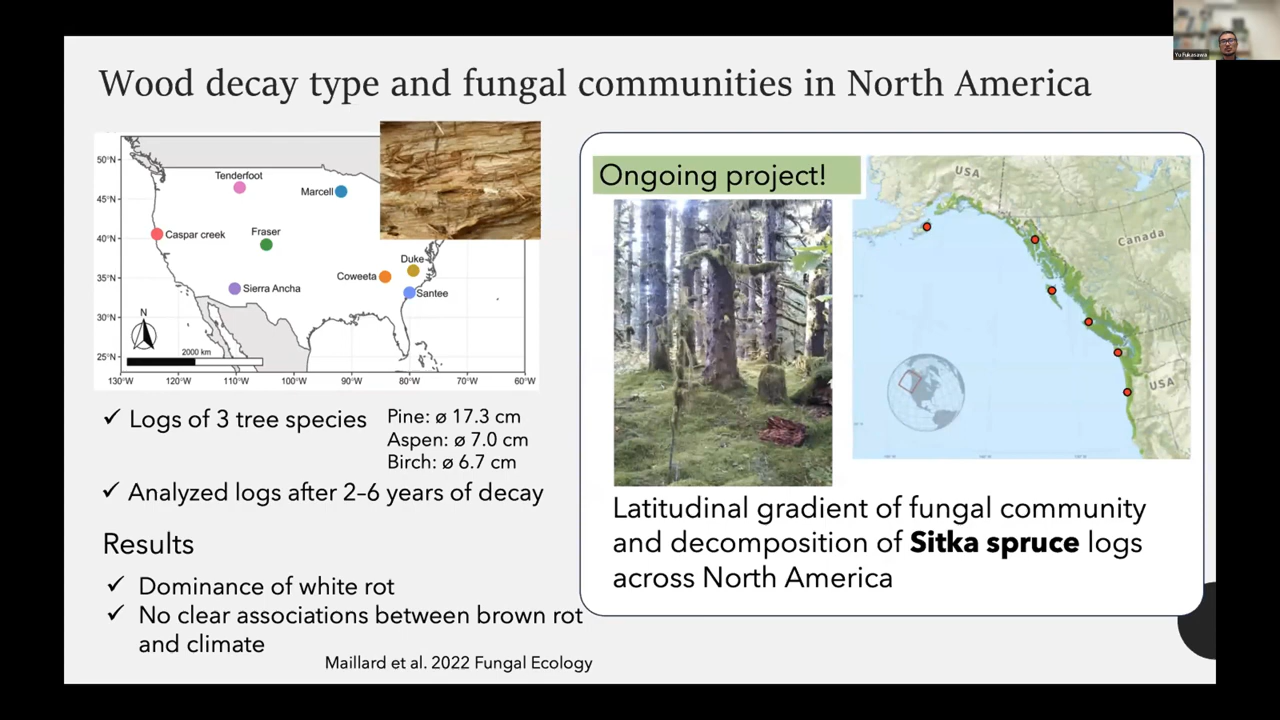 Yu Fukasawa
Wood decay type and fungal communities in North America
50°N
45°N
40°N
35°N
30°N
25°N
130°W
120°W
110°W
100°W
90°W
80°W
70°W
60°W
Tenderfoot
Marcell
Caspar creek
Fraser
Duke
Coweeta
Sierra Ancha
Santee
N
2000 km
✓ Logs of 3 tree species
Pine: ø 17.3 cm
Aspen: ø 7.0 cm
Birch: ø 6.7 cm
✓ Analyzed logs after 2–6 years of decay
Results
✓ Dominance of white rot
✓ No clear associations between brown rot
and climate
Maillard et al. 2022 Fungal Ecology
Ongoing project!
USA
Canada
USA
Latitudinal gradient of fungal community
and decomposition of Sitka spruce logs
across North America